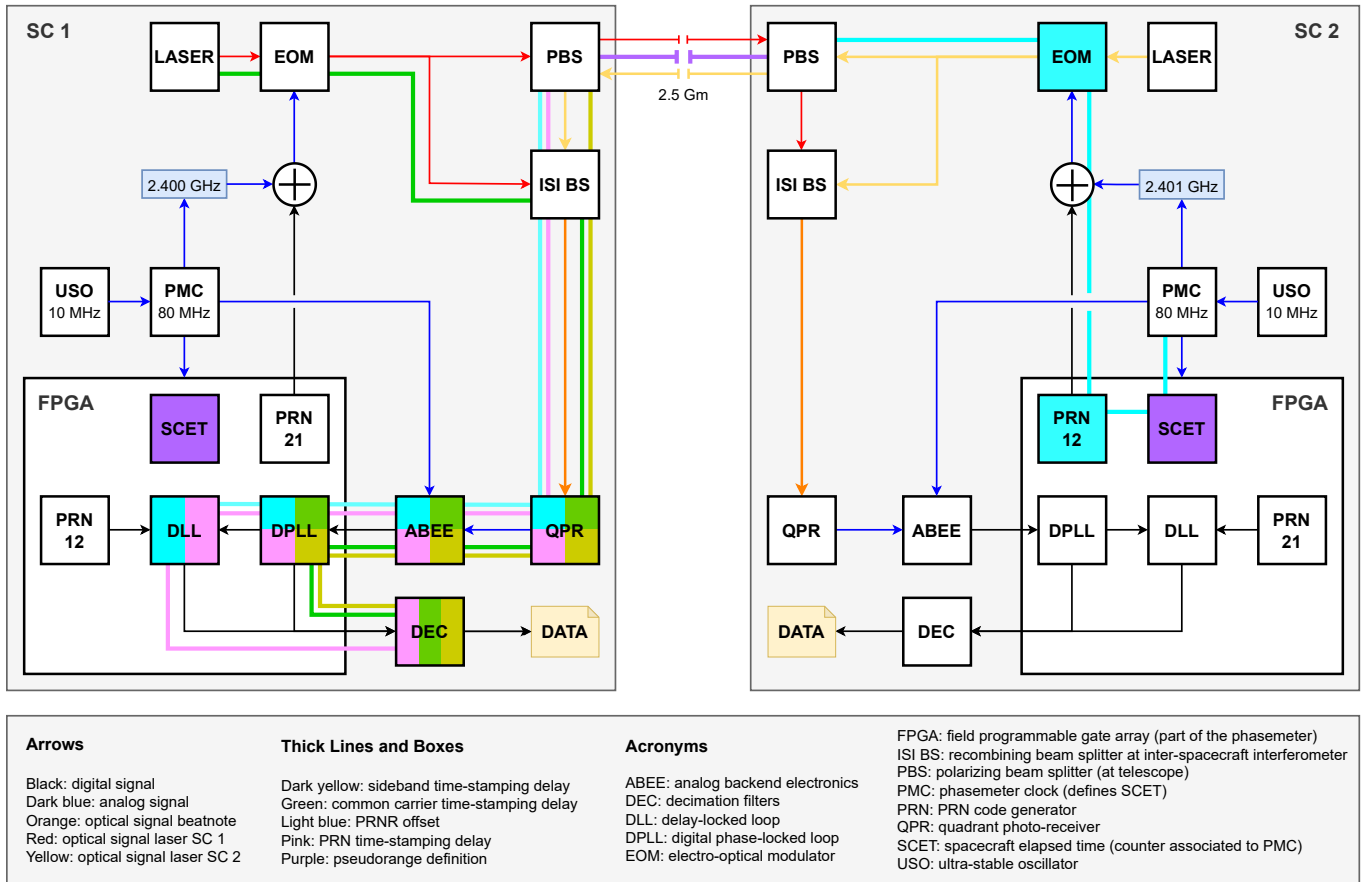 SC 1
SC 2
LASER
EOM
PBS
PBS
EOM
LASER
2.5 Gm
2.400 GHz
ISI BS
ISI BS
2.401 GHz
USO
10 MHz
PMC
80 MHz
PMC
80 MHz
USO
10 MHz
FPGA
SCET
PRN
21
PRN
12
SCET
FPGA
PRN
12
DLL
DPLL
ABEE
QPR
QPR
ABEE
DPLL
DLL
PRN
21
DEC
DATA
DATA
DEC
Arrows
Black: digital signal
Dark blue: analog signal
Orange: optical signal beatnote
Red: optical signal laser SC 1
Yellow: optical signal laser SC 2
Thick Lines and Boxes
Dark yellow: sideband time-stamping delay
Green: common carrier time-stamping delay
Light blue: PRNR offset
Pink: PRN time-stamping delay
Purple: pseudorange definition
Acronyms
ABEE: analog backend electronics
DEC: decimation filters
DLL: delay-locked loop
DPLL: digital phase-locked loop
EOM: electro-optical modulator
FPGA: field programmable gate array (part of the phasemeter)
ISI BS: recombining beam splitter at inter-spacecraft interferometer
PBS: polarizing beam splitter (at telescope)
PMC: phasemeter clock (defines SCET)
PRN: PRN code generator
QPR: quadrant photo-receiver
SCET: spacecraft elapsed time (counter associated to PMC)
USO: ultra-stable oscillator